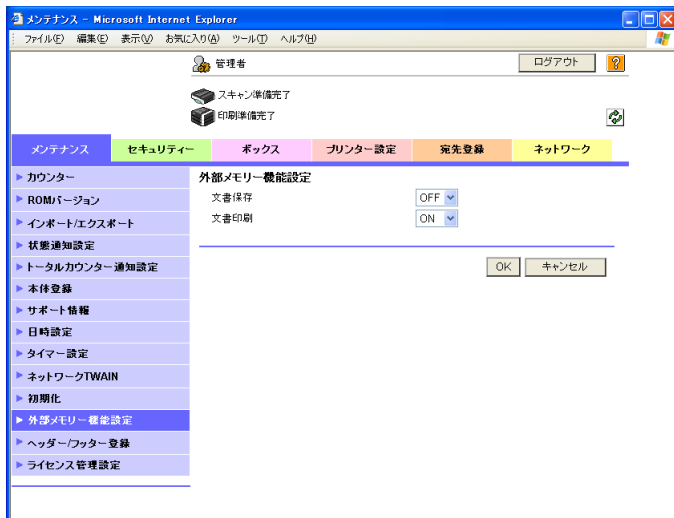 メンテナンス - Microsoft Internet Explorer
ファイル(F) 編集(E) 表示(V) お気に入り(A) ツール(T) ヘルプ(H)
管理者 ログアウト ?
スキャン準備完了
印刷準備完了
メンテナンス セキュリティー ボックス プリンター設定 宛先登録 ネットワーク
カウンター
ROMバージョン
インポート/エクスポート
状態通知設定
トータルカウンター通知設定
本体登録
サポート情報
日時設定
タイマー設定
ネットワークTWAIN
初期化
外部メモリー機能設定
ヘッダー/フッター登録
ライセンス管理設定
外部メモリー機能設定
文書保存 OFF
文書印刷 ON
OK キャンセル